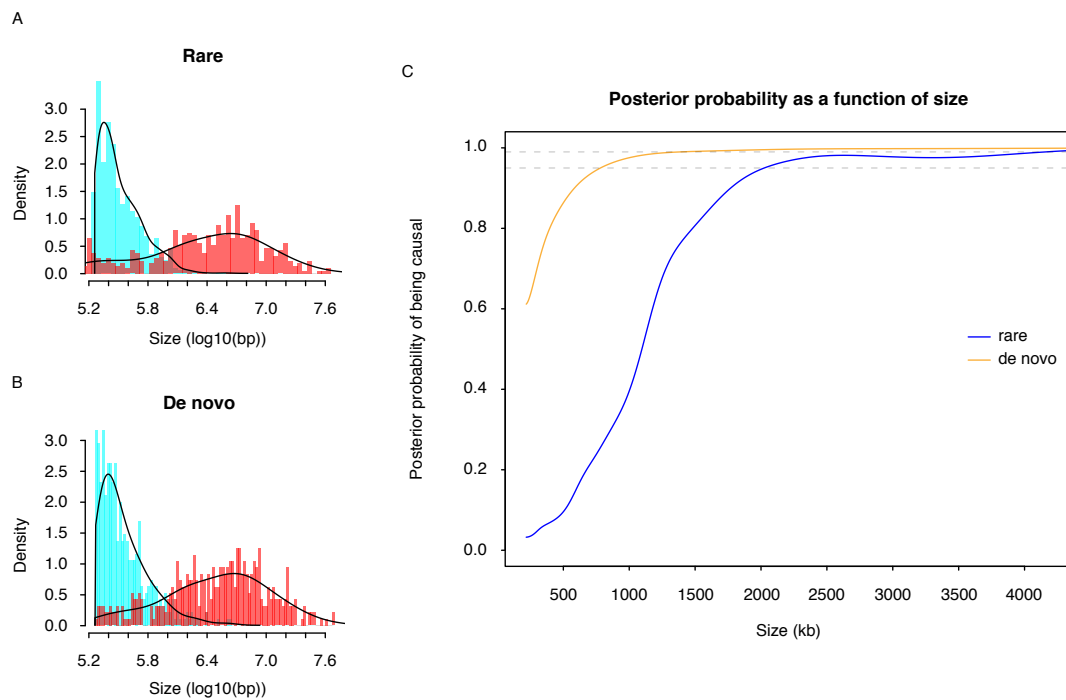 A
Rare
3.0
2.5
2.0
1.5
1.0
0.5
0.0
Density
5.2 5.8 6.4 7.0 7.6
Size (log10(bp))
B
De novo
3.0
2.5
2.0
1.5
1.0
0.5
0.0
Density
5.2 5.8 6.4 7.0 7.6
Size (log10(bp))
C
Posterior probability as a function of size
1.0
0.8
0.6
0.4
0.2
0.0
Posterior probability of being causal
rare
de novo
500 1000 1500 2000 2500 3000 3500 4000
Size (kb)